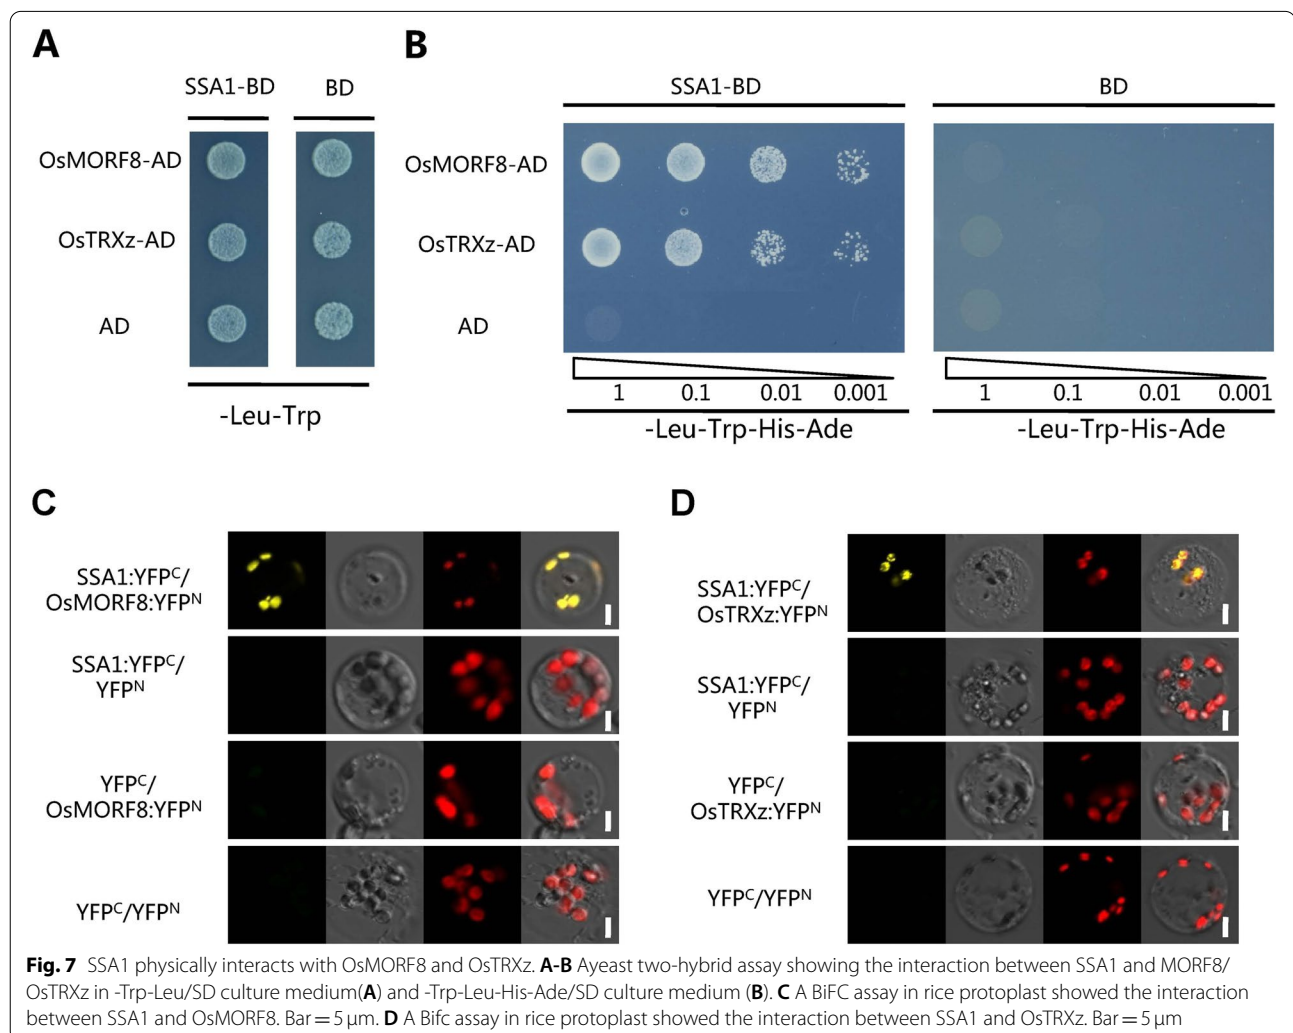 A
SSA1-BD BD
OsMORF8-AD
OsTRXz-AD
AD
-Leu-Trp
B
SSA1-BD BD
OsMORF8-AD
OsTRXz-AD
AD
1 0.1 0.01 0.001 1 0.1 0.01 0.001
-Leu-Trp-His-Ade -Leu-Trp-His-Ade
C
SSA1:YFPᶜ/
OsMORF8:YFPᴺ
SSA1:YFPᶜ/
YFPᴺ
YFPᶜ/
OsMORF8:YFPᴺ
YFPᶜ/YFPᴺ
D
SSA1:YFPᶜ/
OsTRXz:YFPᴺ
SSA1:YFPᶜ/
YFPᴺ
YFPᶜ/
OsTRXz:YFPᴺ
YFPᶜ/YFPᴺ
Fig. 7 SSA1 physically interacts with OsMORF8 and OsTRXz. A-B Ayeast two-hybrid assay showing the interaction between SSA1 and MORF8/
OsTRXz in -Trp-Leu/SD culture medium(A) and -Trp-Leu-His-Ade/SD culture medium (B). C A BiFC assay in rice protoplast showed the interaction
between SSA1 and OsMORF8. Bar = 5 μm. D A Bifc assay in rice protoplast showed the interaction between SSA1 and OsTRXz. Bar = 5 μm